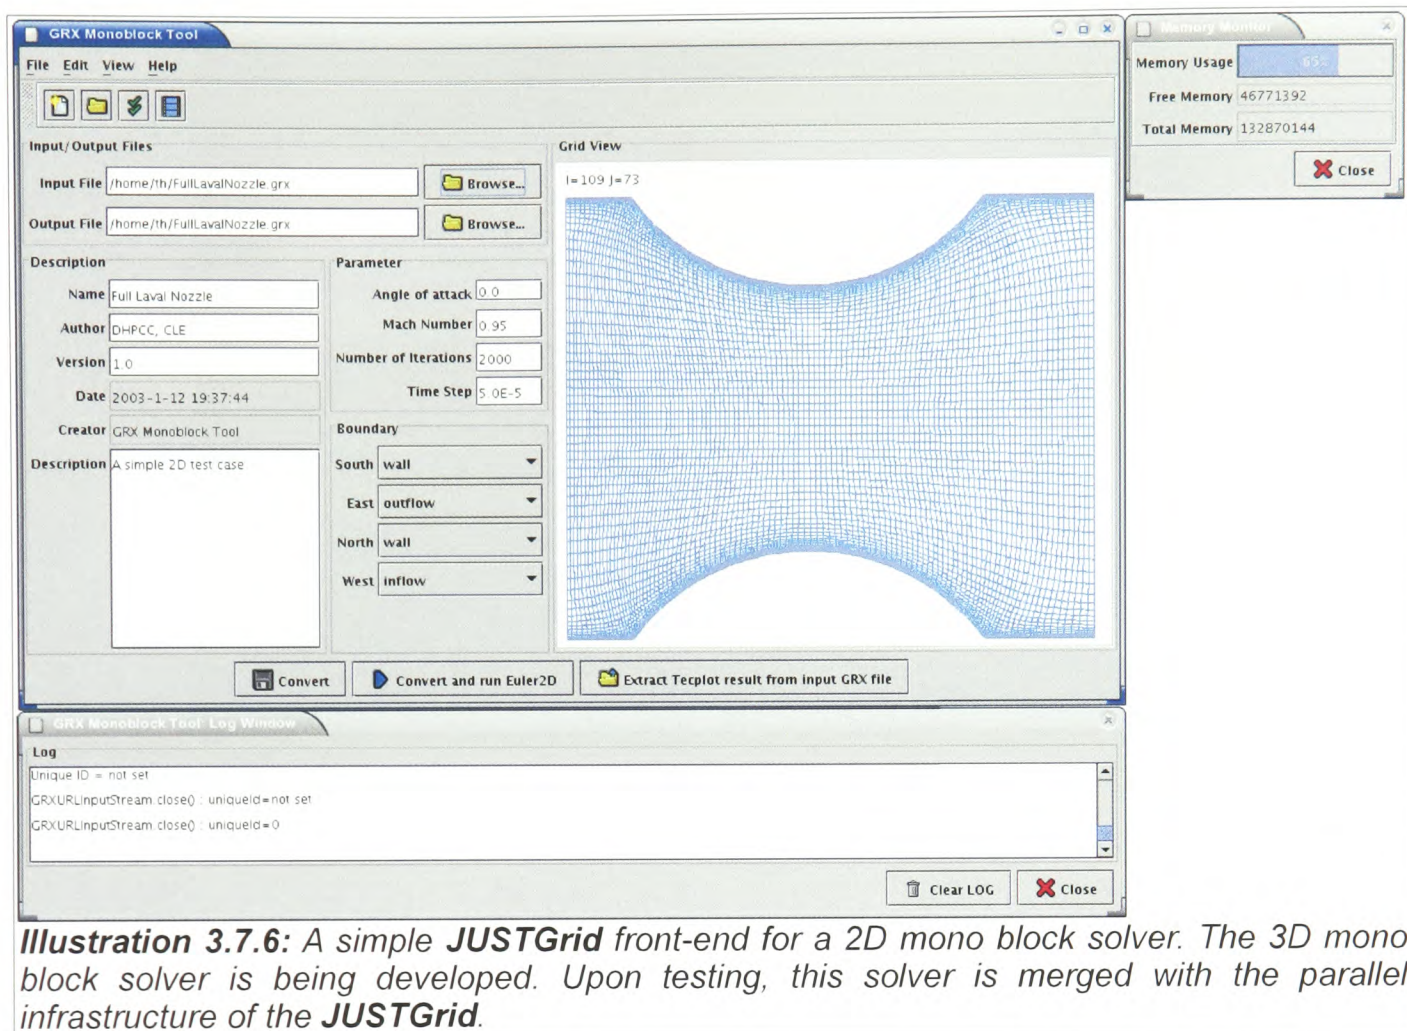 GRX Monoblock Tool
File Edit View Help
Input/Output Files
Input File /home/th/FullLavalNozzle.grx Browse...
Output File /home/th/FullLavalNozzle.grx Browse...
Description
Name Full Laval Nozzle
Author DHPCC, CLE
Version 1.0
Date 2003-1-12 19:37:44
Creator GRX Monoblock Tool
Description A simple 2D test case
Parameter
Angle of attack 0.0
Mach Number 0.95
Number of Iterations 2000
Time Step 5.0E-5
Boundary
South wall
East outflow
North wall
West inflow
Grid View
I=109 J=73
Convert Convert and run Euler2D Extract Tecplot result from input GRX file
Memory Monitor
Memory Usage 65%
Free Memory 46771392
Total Memory 132870144
Close
GRX Monoblock Tool Log Window
Log
Unique ID = not set
GRXURLInputStream.close() : uniqueId=not set
GRXURLInputStream.close() : uniqueId=0
Clear LOG Close
Illustration 3.7.6: A simple JUSTGrid front-end for a 2D mono block solver. The 3D mono
block solver is being developed. Upon testing, this solver is merged with the parallel
infrastructure of the JUSTGrid.